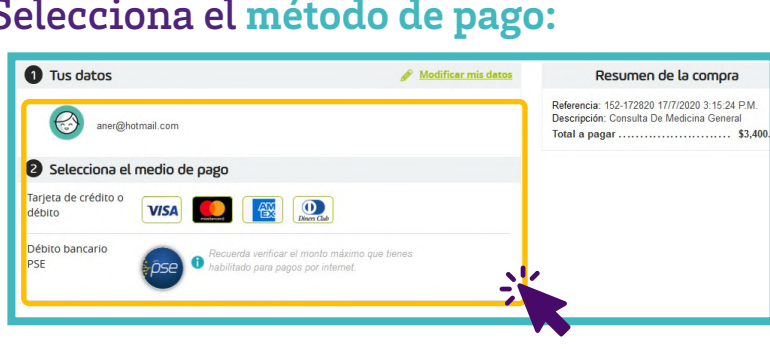 Selecciona el método de pago:
1 Tus datos
Modificar mis datos
aner@hotmail.com
2 Selecciona el medio de pago
Tarjeta de crédito o
débito
VISA
mastercard
AM
EX
Diners Club
Débito bancario
PSE
pse
Recuerda verificar el monto máximo que tienes
habilitado para pagos por internet.
Resumen de la compra
Referencia: 152-172820 17/7/2020 3:15:24 P.M.
Descripción: Consulta De Medicina General
Total a pagar .......................... $3,400.